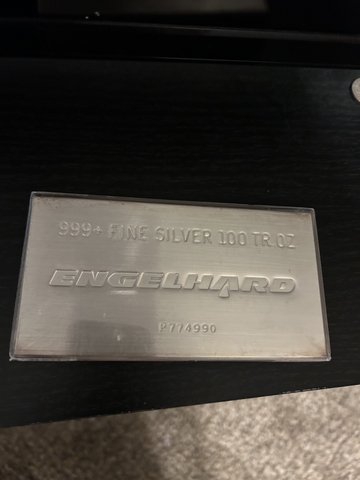 999+ FINE SILVER 100 TR OZ
ENGELHARD
P774990